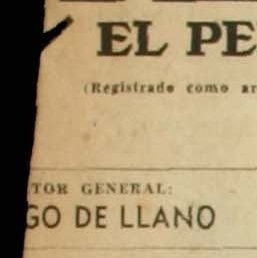 EL PE
(Registrado como ar
TOR GENERAL:
GO DE LLANO